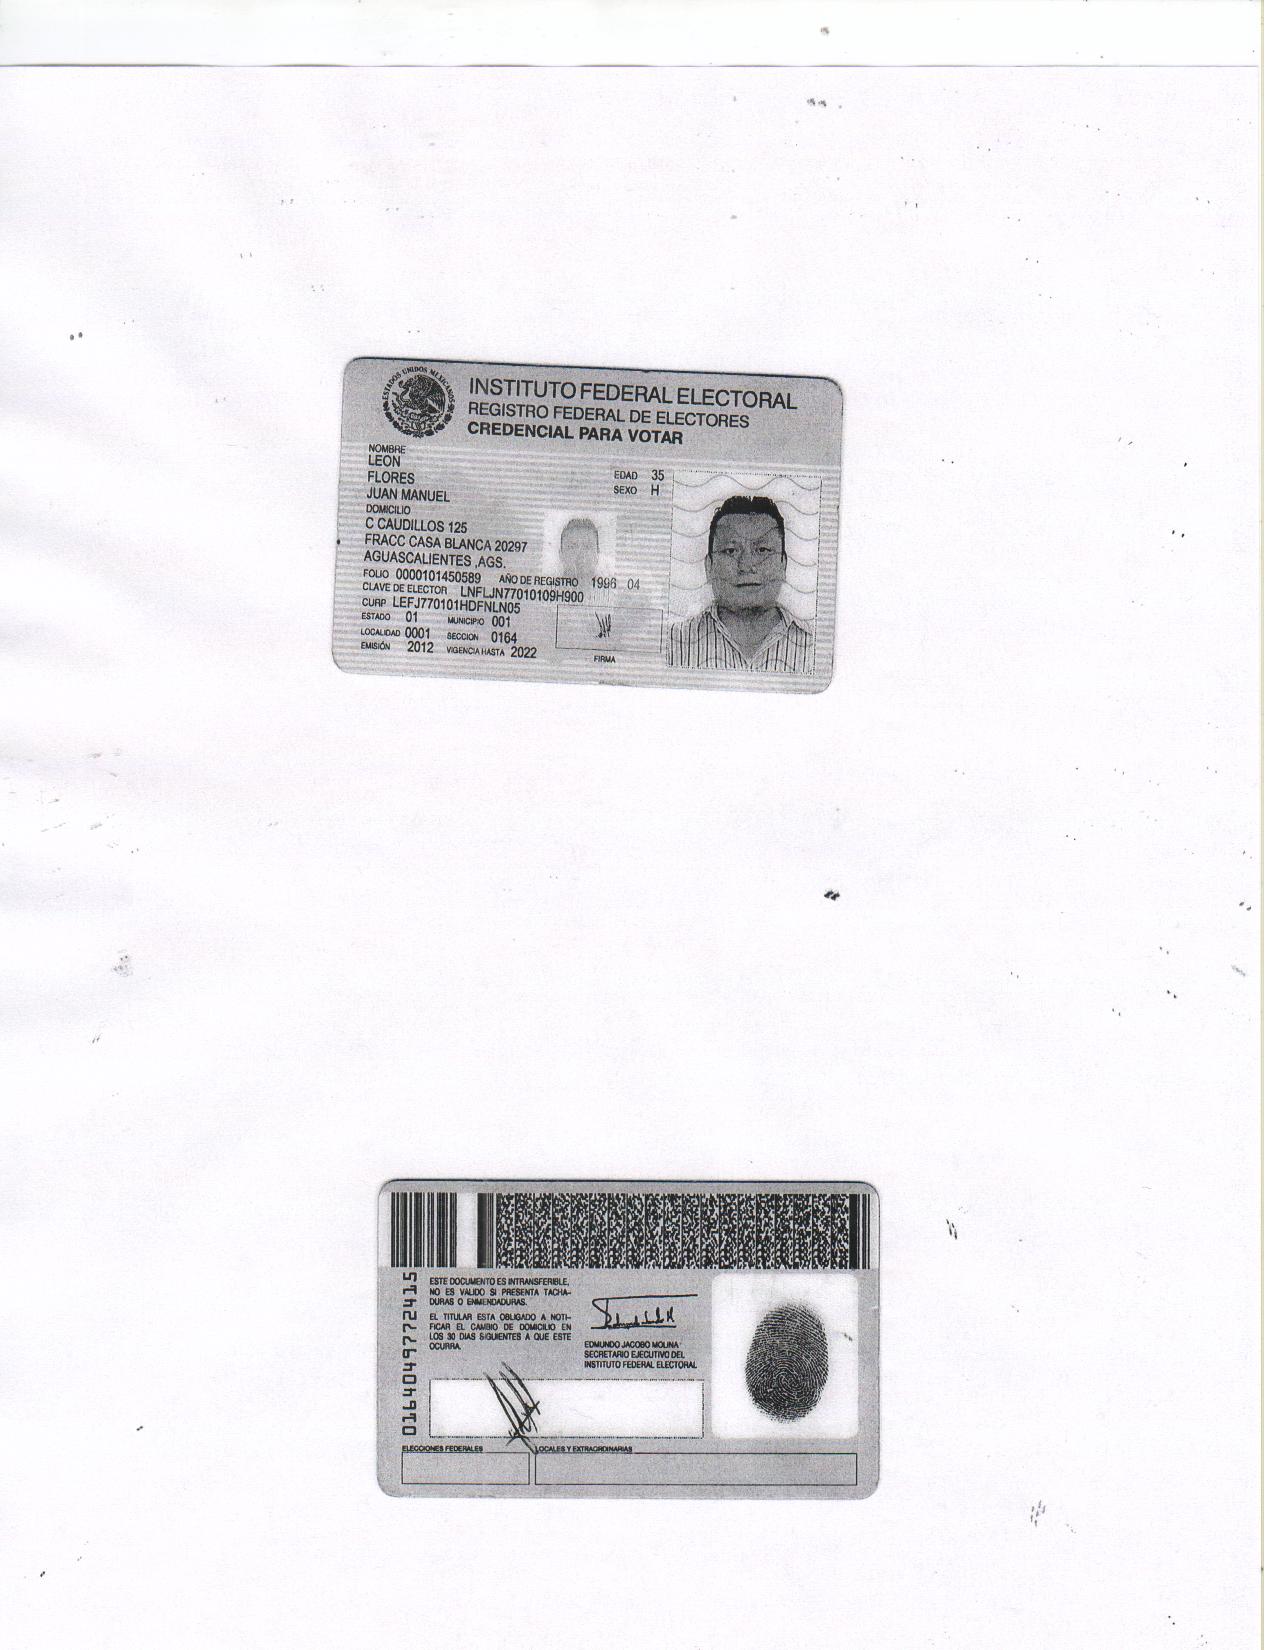 ESTADOS UNIDOS MEXICANOS
INSTITUTO FEDERAL ELECTORAL
REGISTRO FEDERAL DE ELECTORES
CREDENCIAL PARA VOTAR
NOMBRE
LEON
FLORES
JUAN MANUEL
EDAD 35
SEXO H
DOMICILIO
C CAUDILLOS 125
FRACC CASA BLANCA 20297
AGUASCALIENTES ,AGS.
FOLIO 0000101450589 AÑO DE REGISTRO 1996 04
CLAVE DE ELECTOR LNFLJN77010109H900
CURP LEFJ770101HDFNLN05
ESTADO 01 MUNICIPIO 001
LOCALIDAD 0001 SECCION 0164
EMISIÓN 2012 VIGENCIA HASTA 2022
FIRMA
0164049772415
ESTE DOCUMENTO ES INTRANSFERIBLE,
NO ES VALIDO SI PRESENTA TACHA-
DURAS O ENMENDADURAS.
EL TITULAR ESTA OBLIGADO A NOTI-
FICAR EL CAMBIO DE DOMICILIO EN
LOS 30 DIAS SIGUIENTES A QUE ESTE
OCURRA.
EDMUNDO JACOBO MOLINA
SECRETARIO EJECUTIVO DEL
INSTITUTO FEDERAL ELECTORAL
ELECCIONES FEDERALES
LOCALES Y EXTRAORDINARIAS